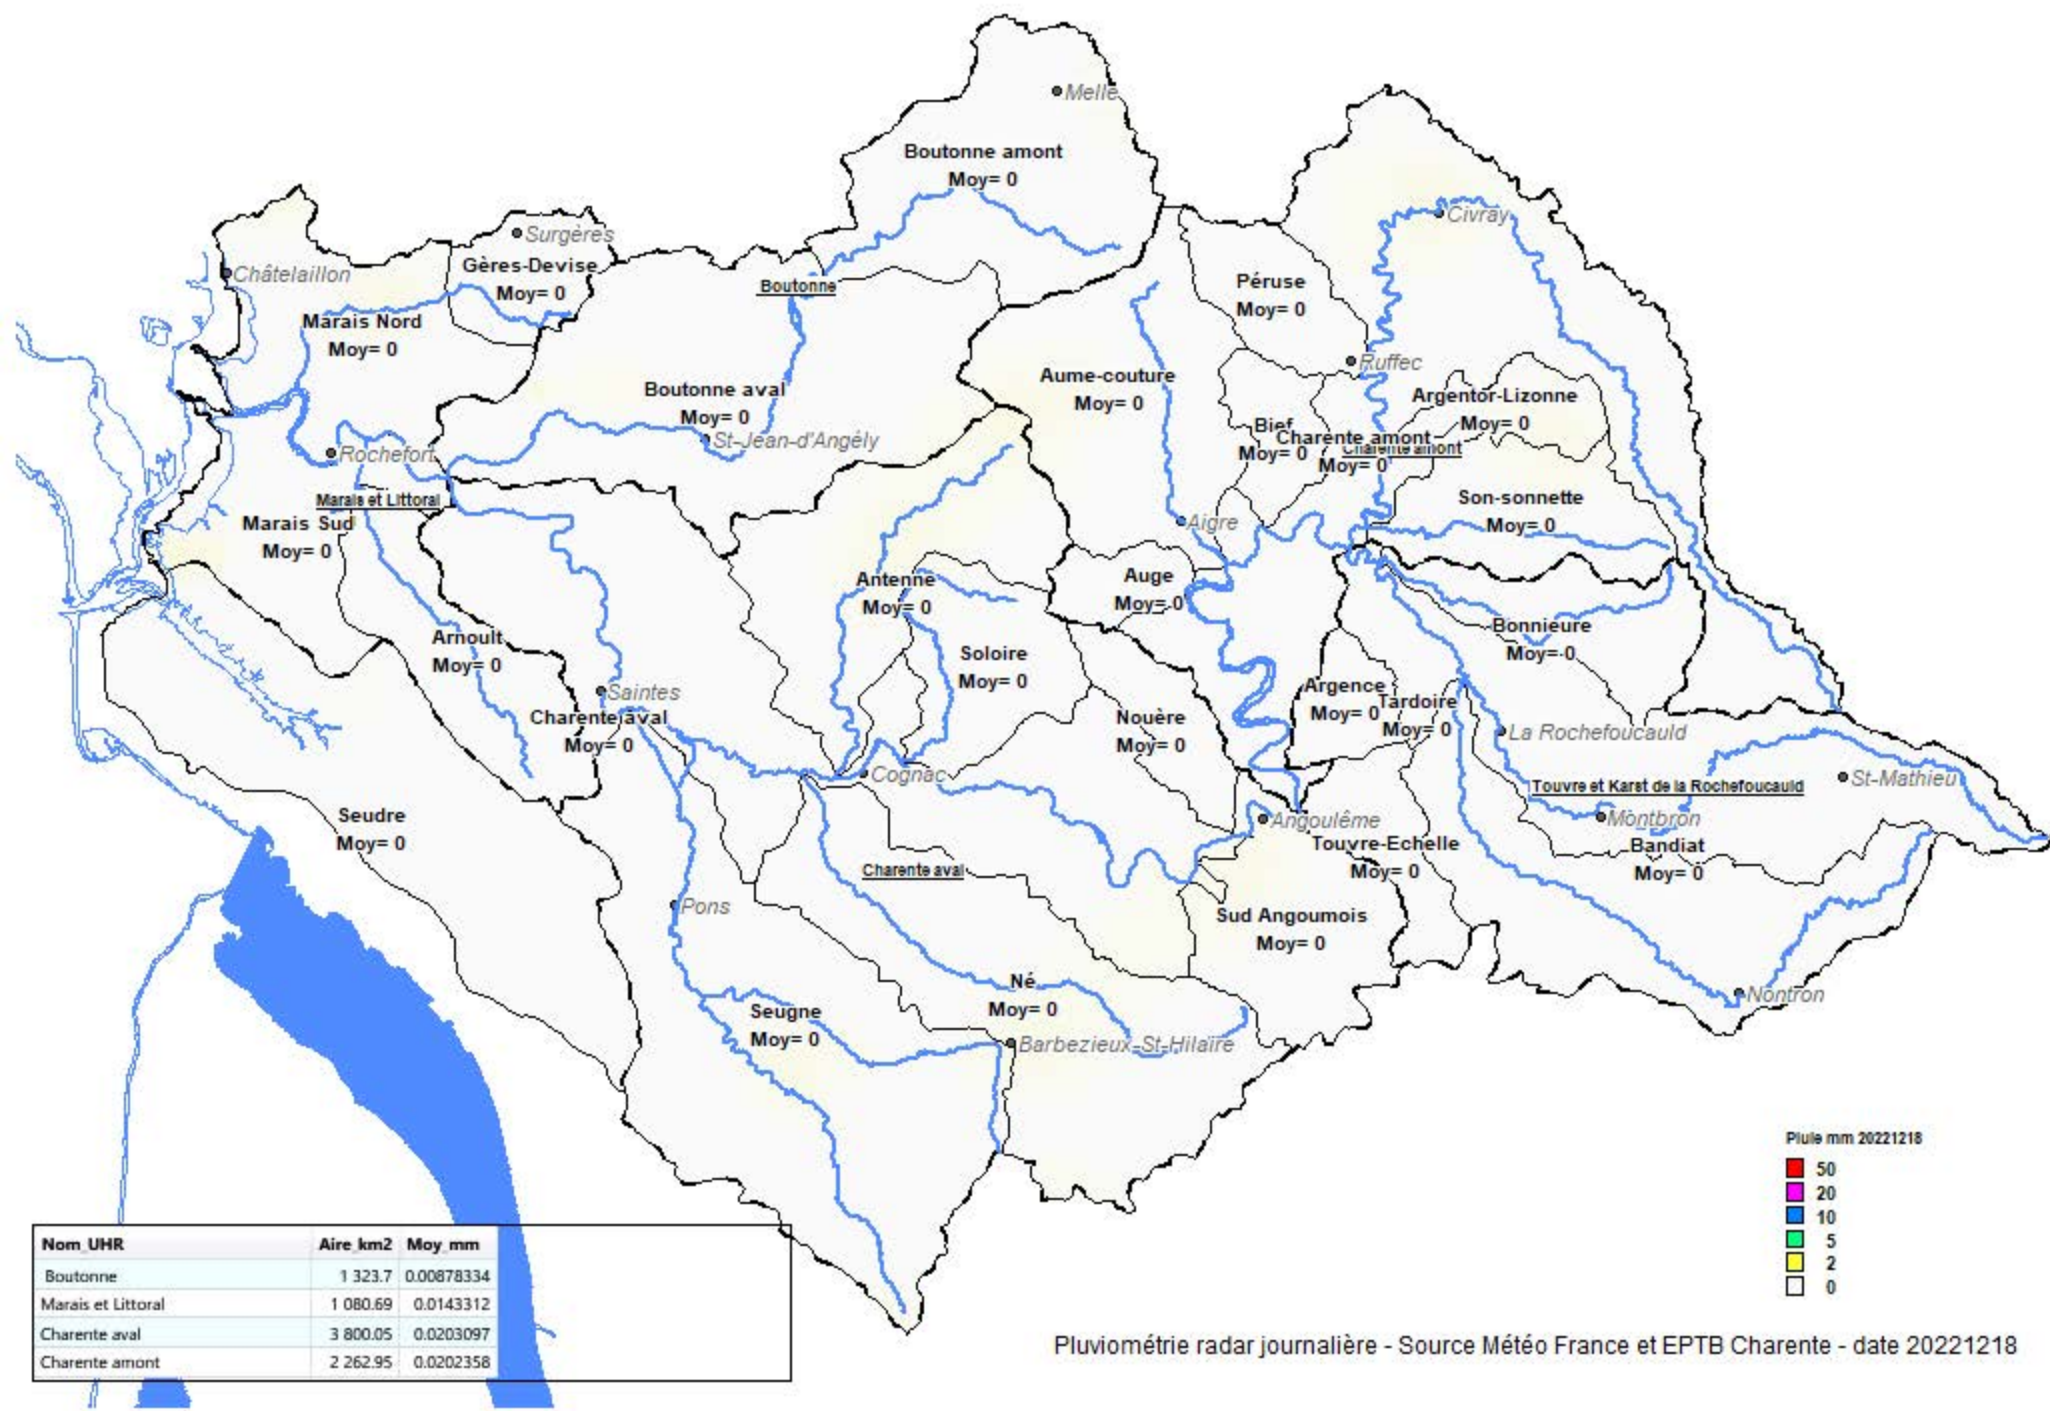 Melle
Boutonne amont
Moy= 0
Civray
Surgères
Châtelaillon
Gères-Devise
Moy= 0
Boutonne
Péruse
Moy= 0
Marais Nord
Moy= 0
Ruffec
Aume-couture
Moy= 0
Boutonne aval
Moy= 0
Argentor-Lizonne
Moy= 0
St-Jean-d'Angély
Bief
Moy= 0
Charente amont
Moy= 0
Charente amont
Rochefort
Marais et Littoral
Son-sonnette
Moy= 0
Marais Sud
Moy= 0
Aigre
Antenne
Moy= 0
Auge
Moy= 0
Bonnieure
Moy= 0
Arnoult
Moy= 0
Soloire
Moy= 0
Saintes
Argence
Moy= 0
Tardoire
Moy= 0
Charente aval
Moy= 0
Nouère
Moy= 0
La Rochefoucauld
Cognac
St-Mathieu
Touvre et Karst de la Rochefoucauld
Seudre
Moy= 0
Angoulême
Montbron
Touvre-Echelle
Moy= 0
Bandiat
Moy= 0
Charente aval
Pons
Sud Angoumois
Moy= 0
Né
Moy= 0
Nontron
Seugne
Moy= 0
Barbezieux-St-Hilaire
Pluie mm 20221218
50
20
10
5
2
0
Nom_UHR Aire_km2 Moy_mm
Boutonne 1 323.7 0.00878334
Marais et Littoral 1 080.69 0.0143312
Charente aval 3 800.05 0.0203097
Charente amont 2 262.95 0.0202358
Pluviométrie radar journalière - Source Météo France et EPTB Charente - date 20221218